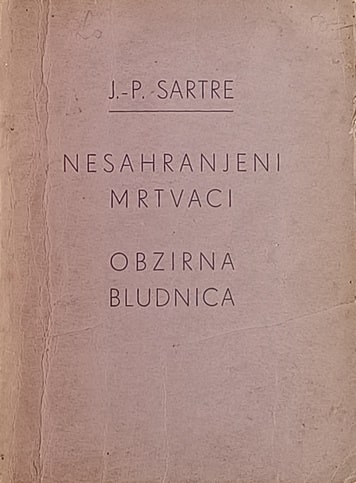 J.-P. SARTRE
NESAHRANJENI
MRTVACI
OBZIRNA
BLUDNICA